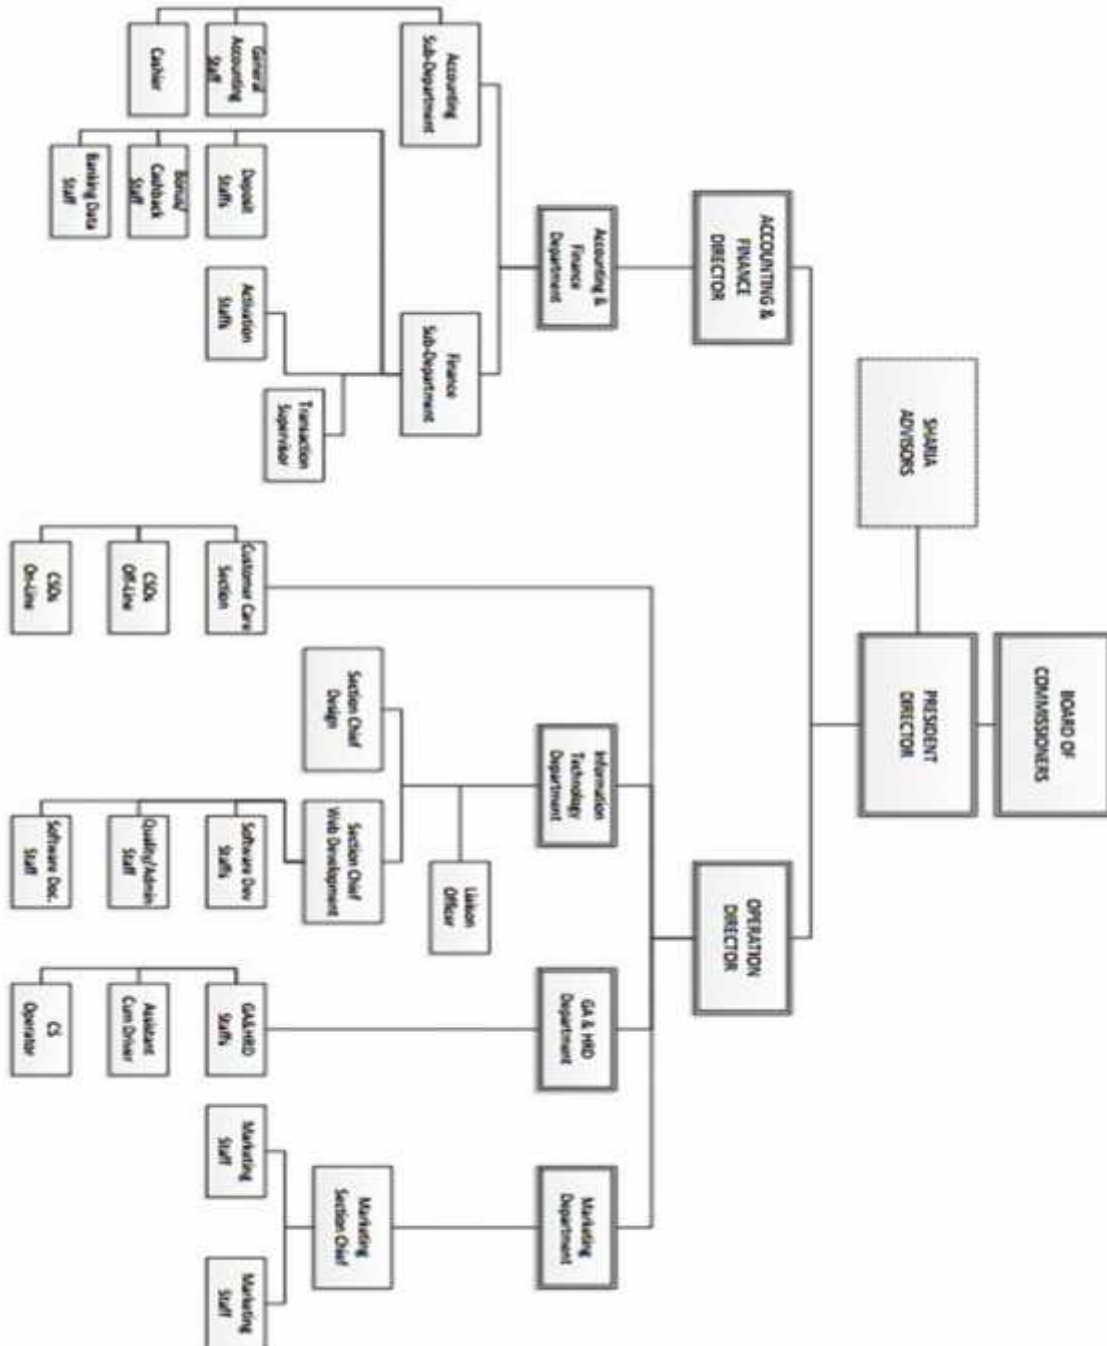 BOARD OF
COMMISSIONERS
PRESIDENT
DIRECTOR
SHARIA
ADVISORS
ACCOUNTING &
FINANCE
DIRECTOR
OPERATION
DIRECTOR
Accounting &
Finance
Department
Information
Technology
Department
GA & HRD
Department
Marketing
Department
Accounting
Sub-Department
Finance
Sub-Department
Liaison
Officer
Transaction
Supervisor
Section Chief
Design
Section Chief
Web Development
Marketing
Section Chief
General
Accounting
Staff
Deposit
Staffs
Activation
Staffs
Customer Care
Section
Software Dev
Staffs
GA&HRD
Staffs
Marketing
Staff
Marketing
Staff
Cashier
Bonus/
Cashback
Staff
CSOs
Off-Line
Quality/Admin
Staff
Assistant
Cum Driver
Banking Data
Staff
CSOs
On-Line
Software Doc.
Staff
CS
Operator